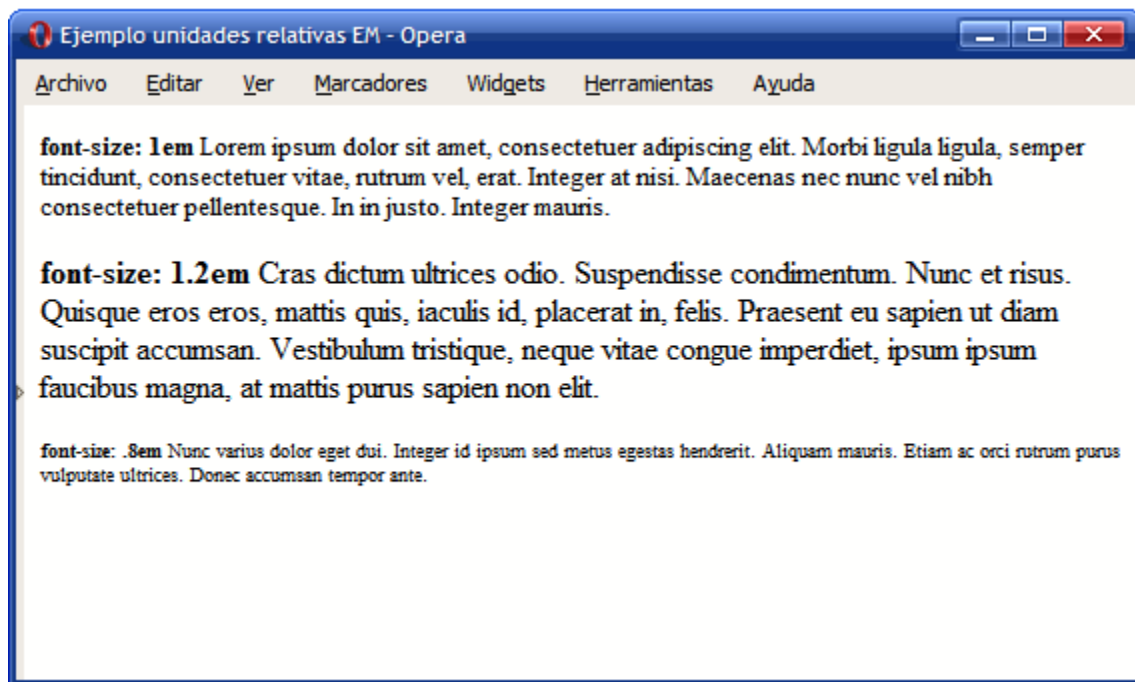 Ejemplo unidades relativas EM - Opera
Archivo Editar Ver Marcadores Widgets Herramientas Ayuda
font-size: 1em Lorem ipsum dolor sit amet, consectetuer adipiscing elit. Morbi ligula ligula, semper
tincidunt, consectetuer vitae, rutrum vel, erat. Integer at nisi. Maecenas nec nunc vel nibh
consectetuer pellentesque. In in justo. Integer mauris.
font-size: 1.2em Cras dictum ultrices odio. Suspendisse condimentum. Nunc et risus.
Quisque eros eros, mattis quis, iaculis id, placerat in, felis. Praesent eu sapien ut diam
suscipit accumsan. Vestibulum tristique, neque vitae congue imperdiet, ipsum ipsum
faucibus magna, at mattis purus sapien non elit.
font-size: .8em Nunc varius dolor eget dui. Integer id ipsum sed metus egestas hendrerit. Aliquam mauris. Etiam ac orci rutrum purus
vulputate ultrices. Donec accumsan tempor ante.